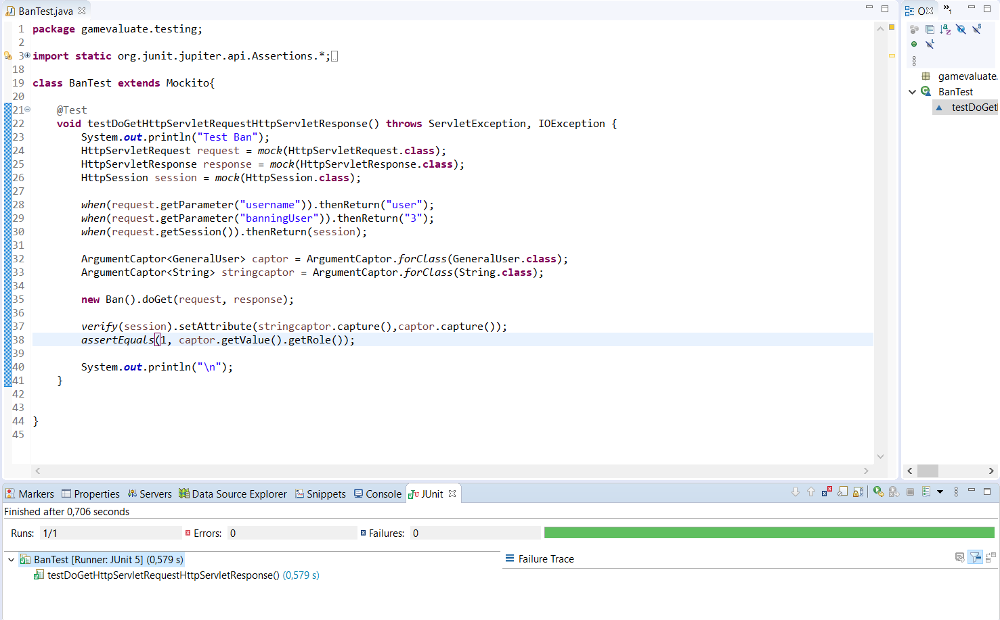 BanTest.java
1 package gamevaluate.testing;
2
3 import static org.junit.jupiter.api.Assertions.*;
18
19 class BanTest extends Mockito{
20
21 @Test
22 void testDoGetHttpServletRequestHttpServletResponse() throws ServletException, IOException {
23 System.out.println("Test Ban");
24 HttpServletRequest request = mock(HttpServletRequest.class);
25 HttpServletResponse response = mock(HttpServletResponse.class);
26 HttpSession session = mock(HttpSession.class);
27
28 when(request.getParameter("username")).thenReturn("user");
29 when(request.getParameter("banningUser")).thenReturn("3");
30 when(request.getSession()).thenReturn(session);
31
32 ArgumentCaptor<GeneralUser> captor = ArgumentCaptor.forClass(GeneralUser.class);
33 ArgumentCaptor<String> stringcaptor = ArgumentCaptor.forClass(String.class);
34
35 new Ban().doGet(request, response);
36
37 verify(session).setAttribute(stringcaptor.capture(),captor.capture());
38 assertEquals(1, captor.getValue().getRole());
39
40 System.out.println("\n");
41 }
42
43
44 }
45
O
»1
gamevaluate.
BanTest
testDoGetl
Markers Properties Servers Data Source Explorer Snippets Console JUnit
Finished after 0,706 seconds
Runs: 1/1 Errors: 0 Failures: 0
BanTest [Runner: JUnit 5] (0,579 s)
testDoGetHttpServletRequestHttpServletResponse() (0,579 s)
Failure Trace